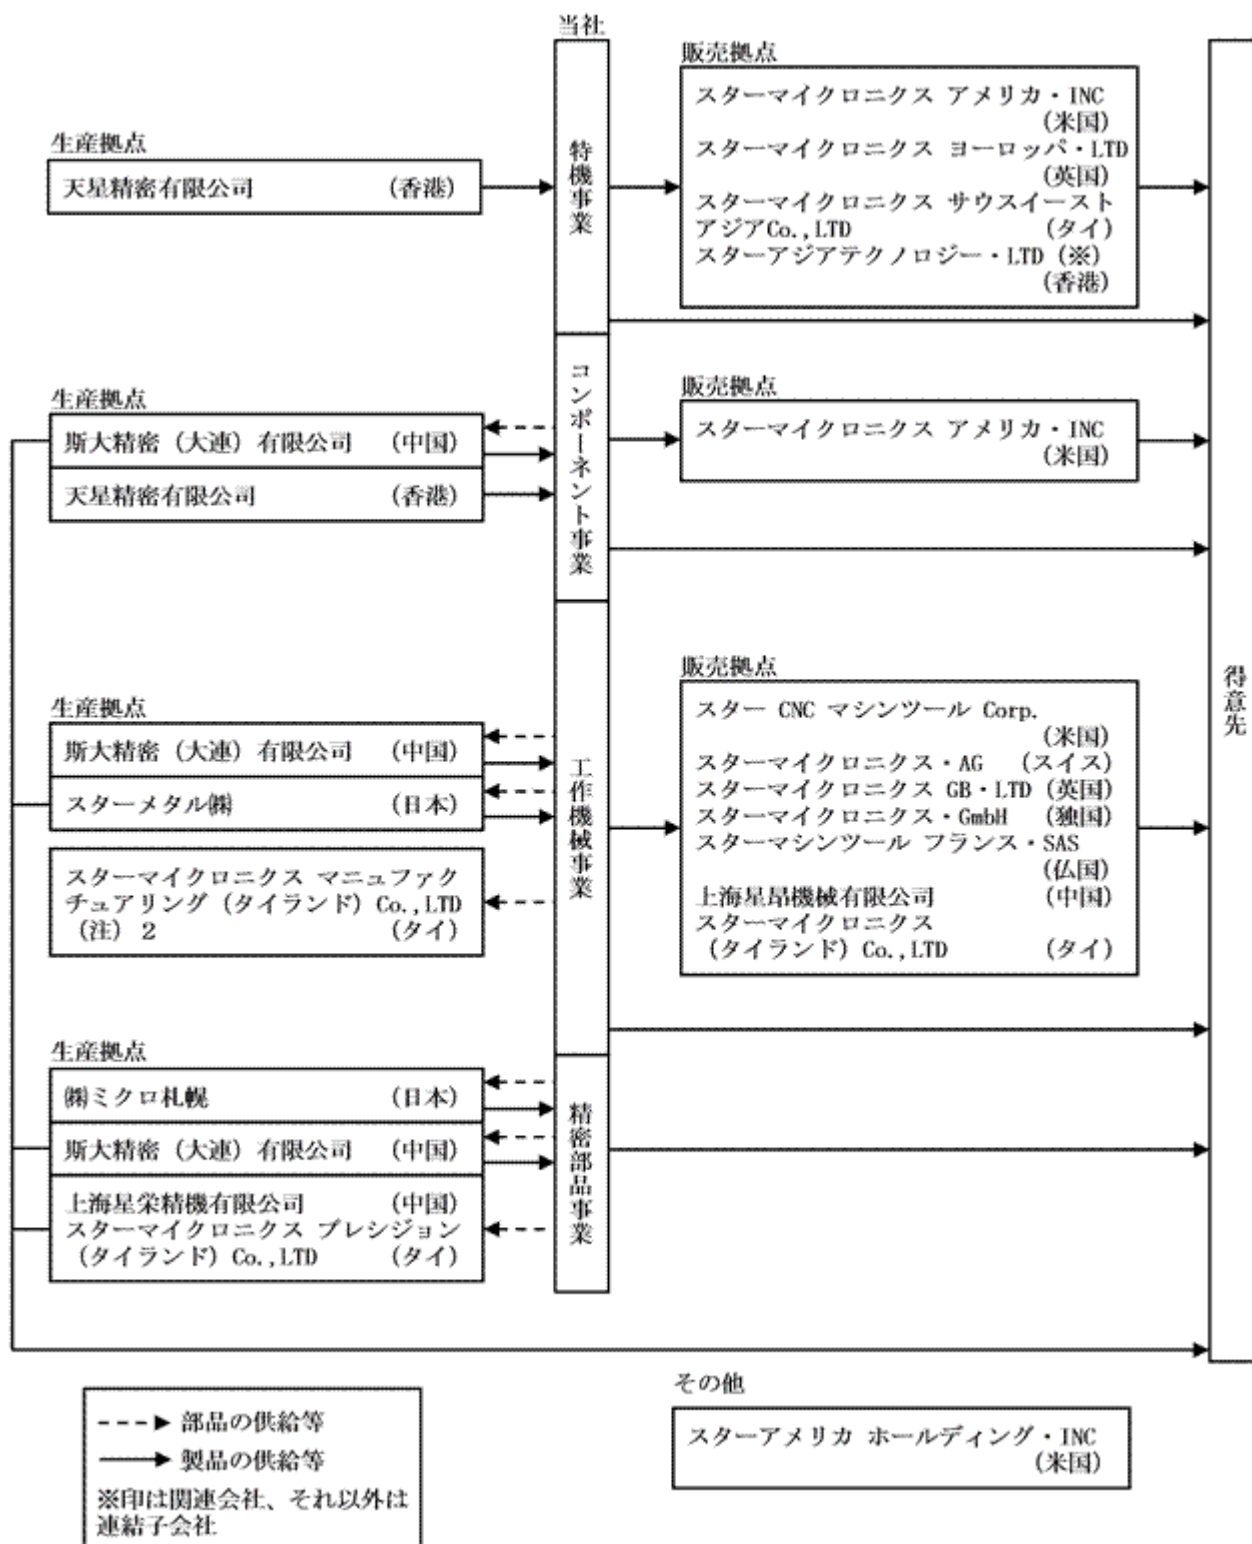 当社
販売拠点
スターマイクロニクス アメリカ・INC
(米国)
スターマイクロニクス ヨーロッパ・LTD
(英国)
スターマイクロニクス サウスイースト
アジアCo.,LTD (タイ)
スターアジアテクノロジー・LTD (※)
(香港)
生産拠点
天星精密有限公司 (香港)
特機事業
生産拠点
斯大精密（大連）有限公司 (中国)
天星精密有限公司 (香港)
コンポーネント事業
販売拠点
スターマイクロニクス アメリカ・INC
(米国)
生産拠点
斯大精密（大連）有限公司 (中国)
スターメタル㈱ (日本)
スターマイクロニクス マニュファク
チュアリング（タイランド）Co.,LTD
（注）2 (タイ)
工作機械事業
販売拠点
スター CNC マシンツール Corp.
(米国)
スターマイクロニクス・AG (スイス)
スターマイクロニクス GB・LTD (英国)
スターマイクロニクス・GmbH (独国)
スターマシンツール フランス・SAS
(仏国)
上海星昂機械有限公司 (中国)
スターマイクロニクス
（タイランド）Co.,LTD (タイ)
得意先
生産拠点
㈱ミクロ札幌 (日本)
斯大精密（大連）有限公司 (中国)
上海星栄精機有限公司 (中国)
スターマイクロニクス プレシジョン
（タイランド）Co.,LTD (タイ)
精密部品事業
部品の供給等
製品の供給等
※印は関連会社、それ以外は
連結子会社
その他
スターアメリカ ホールディング・INC
(米国)